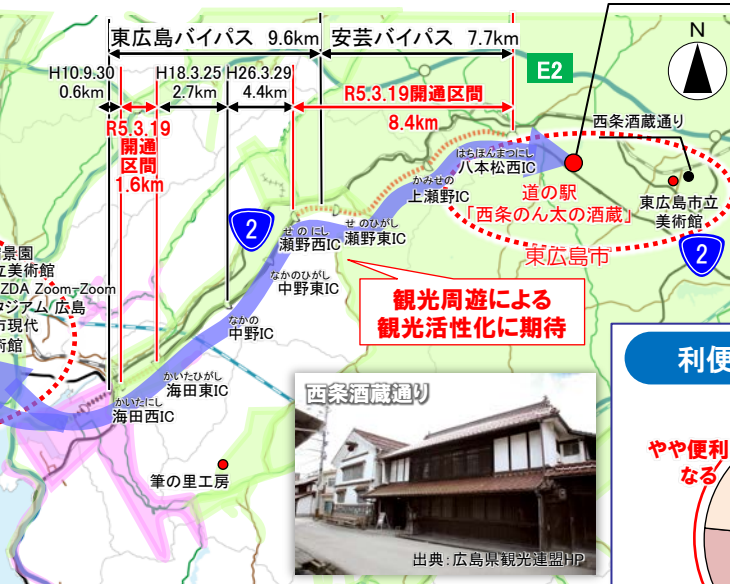 東広島バイパス 9.6km
安芸バイパス 7.7km
H10.9.30
0.6km
H18.3.25
2.7km
H26.3.29
4.4km
R5.3.19開通区間
8.4km
R5.3.19
開通
区間
1.6km
E2
N
西条酒蔵通り
はちほんまつにし
八本松西IC
かみせの
上瀬野IC
道の駅
「西条のん太の酒蔵」
東広島市立
美術館
東広島市
2
2
せのにし
瀬野西IC
せのひがし
瀬野東IC
なかのひがし
中野東IC
なかの
中野IC
かいたひがし
海田東IC
かいたにし
海田西IC
景園
立美術館
ZDA Zoom-Zoom
タジアム 広島
市現代
術館
観光周遊による
観光活性化に期待
筆の里工房
西条酒蔵通り
出典:広島県観光連盟HP
利便
やや便利
なる